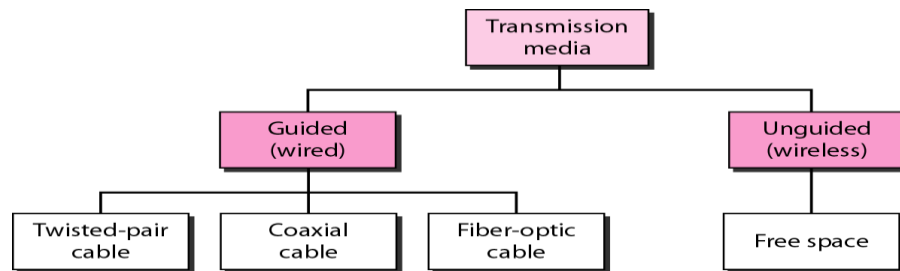 Transmission
media
Guided
(wired)
Unguided
(wireless)
Twisted-pair
cable
Coaxial
cable
Fiber-optic
cable
Free space